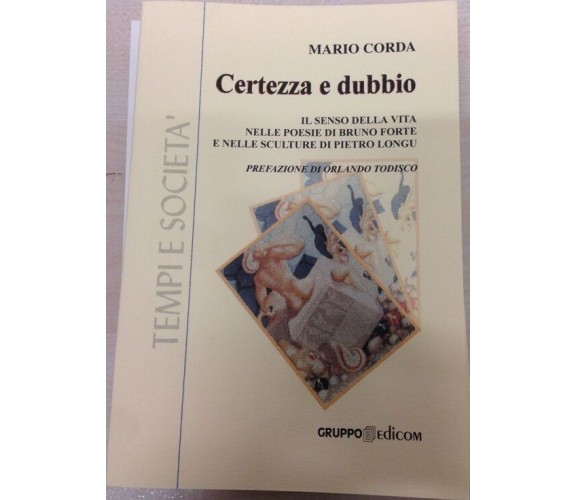 MARIO CORDA
Certezza e dubbio
IL SENSO DELLA VITA
NELLE POESIE DI BRUNO FORTE
E NELLE SCULTURE DI PIETRO LONGU
PREFAZIONE DI ORLANDO TODISCO
TEMPI E SOCIETA'
GRUPPO Edicom